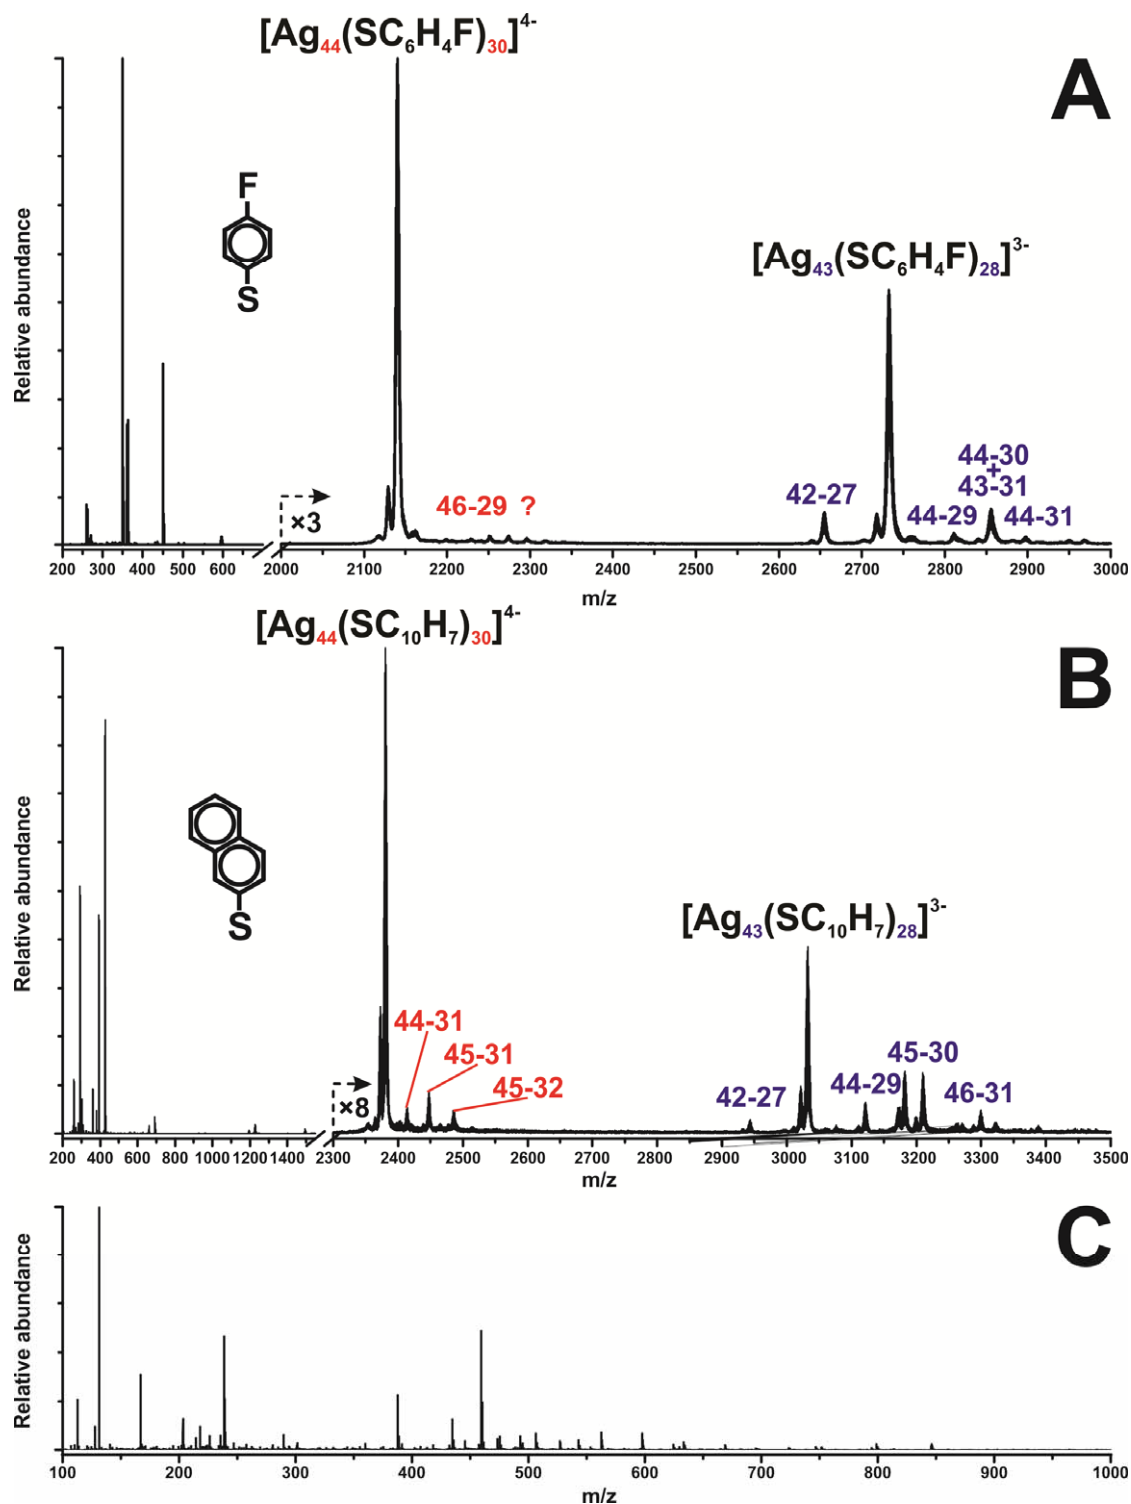 [Ag44(SC6H4F)30]4-
A
F
S
[Ag43(SC6H4F)28]3-
44-30
+
43-31
42-27
46-29 ?
44-29
44-31
×3
Relative abundance
200 300 400 500 600 2000 2100 2200 2300 2400 2500 2600 2700 2800 2900 3000
m/z
[Ag44(SC10H7)30]4-
B
S
[Ag43(SC10H7)28]3-
44-31
45-31
45-32
45-30
44-29
42-27
46-31
×8
Relative abundance
200 400 600 800 1000 1200 1400 2300 2400 2500 2600 2700 2800 2900 3000 3100 3200 3300 3400 3500
m/z
C
Relative abundance
100 200 300 400 500 600 700 800 900 1000
m/z